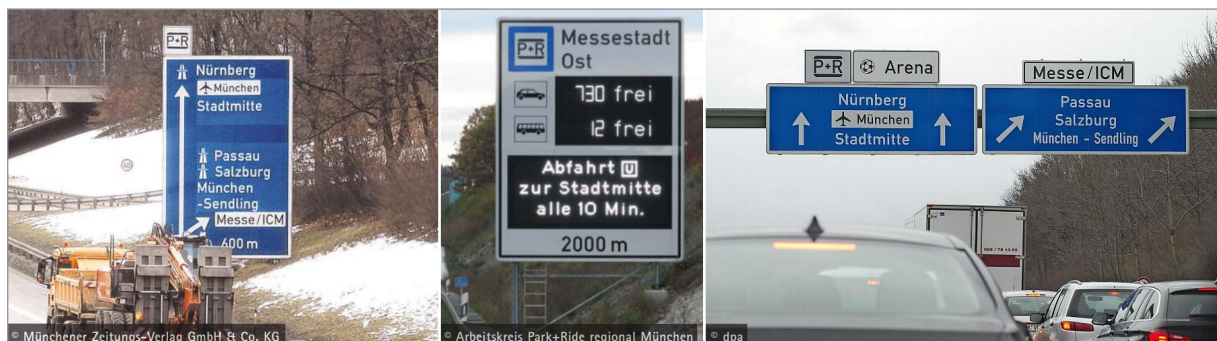 P+R
Nürnberg
München
Stadtmitte
Passau
Salzburg
München
-Sendling
Messe/ICM
600 m
60
© Münchener Zeitungs-Verlag GmbH & Co. KG
P+R
Messestadt
Ost
730 frei
12 frei
Abfahrt U
zur Stadtmitte
alle 10 Min.
2000 m
© Arbeitskreis Park+Ride regional München
P+R
Arena
Nürnberg
München
Stadtmitte
Messe/ICM
Passau
Salzburg
München - Sendling
© dpa